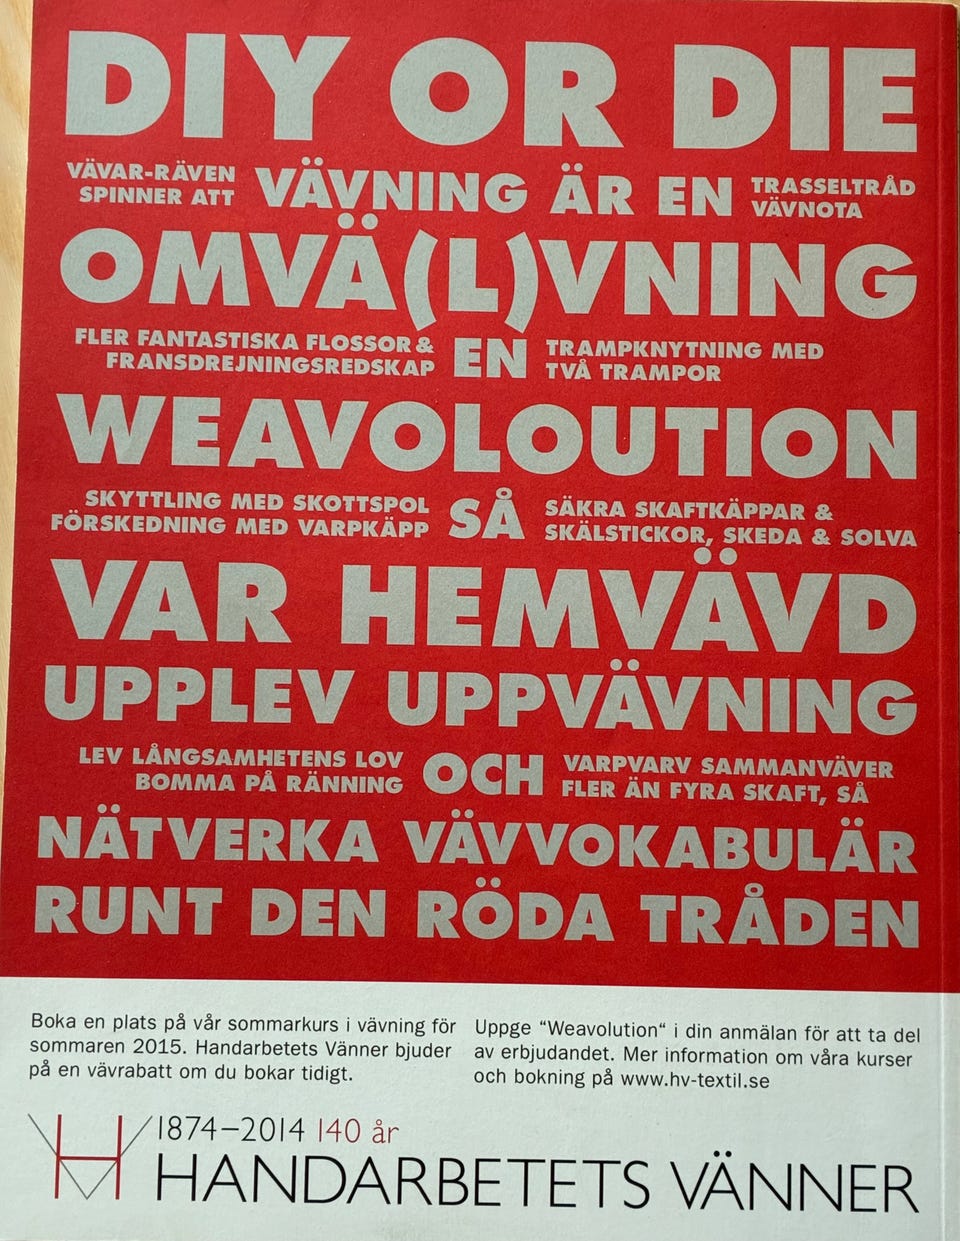 DIY OR DIE
VÄVAR-RÄVEN
SPINNER ATT
VÄVNING ÄR EN
TRASSELTRÅD
VÄVNOTA
OMVÄ(L)VNING
FLER FANTASTISKA FLOSSOR &
FRANSDREJNINGSREDSKAP
EN
TRAMPKNYTNING MED
TVÅ TRAMPOR
WEAVOLOUTION
SKYTTLING MED SKOTTSPOL
FÖRSKEDNING MED VARPKÄPP
SÅ
SÄKRA SKAFTKÄPPAR &
SKÄLSTICKOR, SKEDA & SOLVA
VAR HEMVÄVD
UPPLEV UPPVÄVNING
LEV LÅNGSAMHETENS LOV
BOMMA PÅ RÄNNING
OCH
VARPVARV SAMMANVÄVER
FLER ÄN FYRA SKAFT, SÅ
NÄTVERKA VÄVVOKABULÄR
RUNT DEN RÖDA TRÅDEN
Boka en plats på vår sommarkurs i vävning för
sommaren 2015. Handarbetets Vänner bjuder
på en vävrabatt om du bokar tidigt.
Uppge “Weavolution“ i din anmälan för att ta del
av erbjudandet. Mer information om våra kurser
och bokning på www.hv-textil.se
1874–2014 140 år
HANDARBETETS VÄNNER